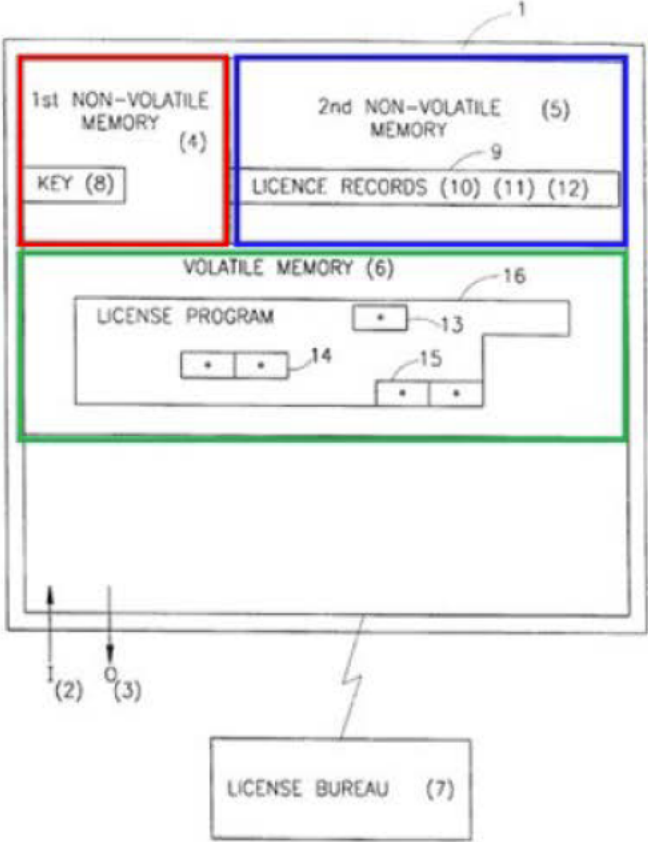 1
1st NON-VOLATILE
MEMORY
(4)
2nd NON-VOLATILE (5)
MEMORY
9
KEY (8)
LICENCE RECORDS (10) (11) (12)
VOLATILE MEMORY (6)
16
LICENSE PROGRAM
13
14
15
I
(2)
O
(3)
LICENSE BUREAU (7)